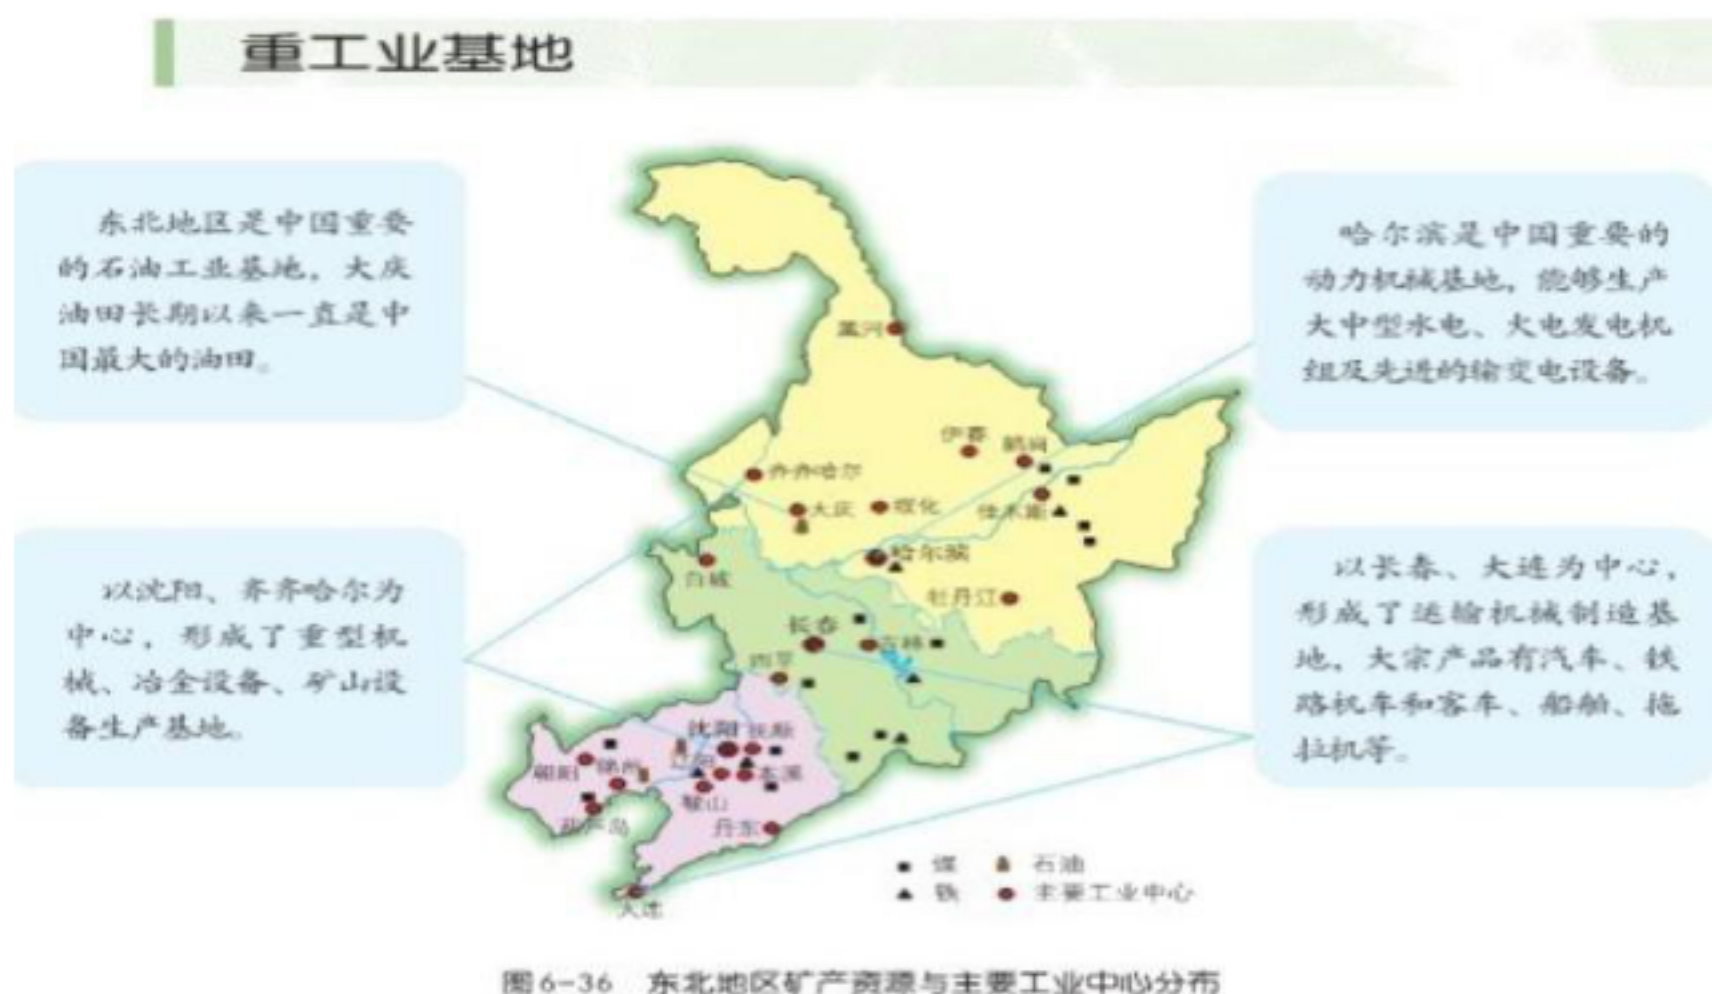 重工业基地
东北地区是中国重要
的石油工业基地，大庆
油田长期以来一直是中
国最大的油田。
哈尔滨是中国重要的
动力机械基地，能够生产
大中型水电、火电发电机
组及先进的输变电设备。
以沈阳、齐齐哈尔为
中心，形成了重型机
械、冶金设备、矿山设
备生产基地。
以长春、大连为中心，
形成了运输机械制造基
地，大宗产品有汽车、铁
路机车和客车、船舶、拖
拉机等。
黑河
伊春
鹤岗
齐齐哈尔
大庆
绥化
佳木斯
哈尔滨
白城
牡丹江
长春
吉林
四平
沈阳
抚顺
辽阳
朝阳
锦州
本溪
鞍山
葫芦岛
丹东
大连
煤
石油
铁
主要工业中心
图6-36 东北地区矿产资源与主要工业中心分布